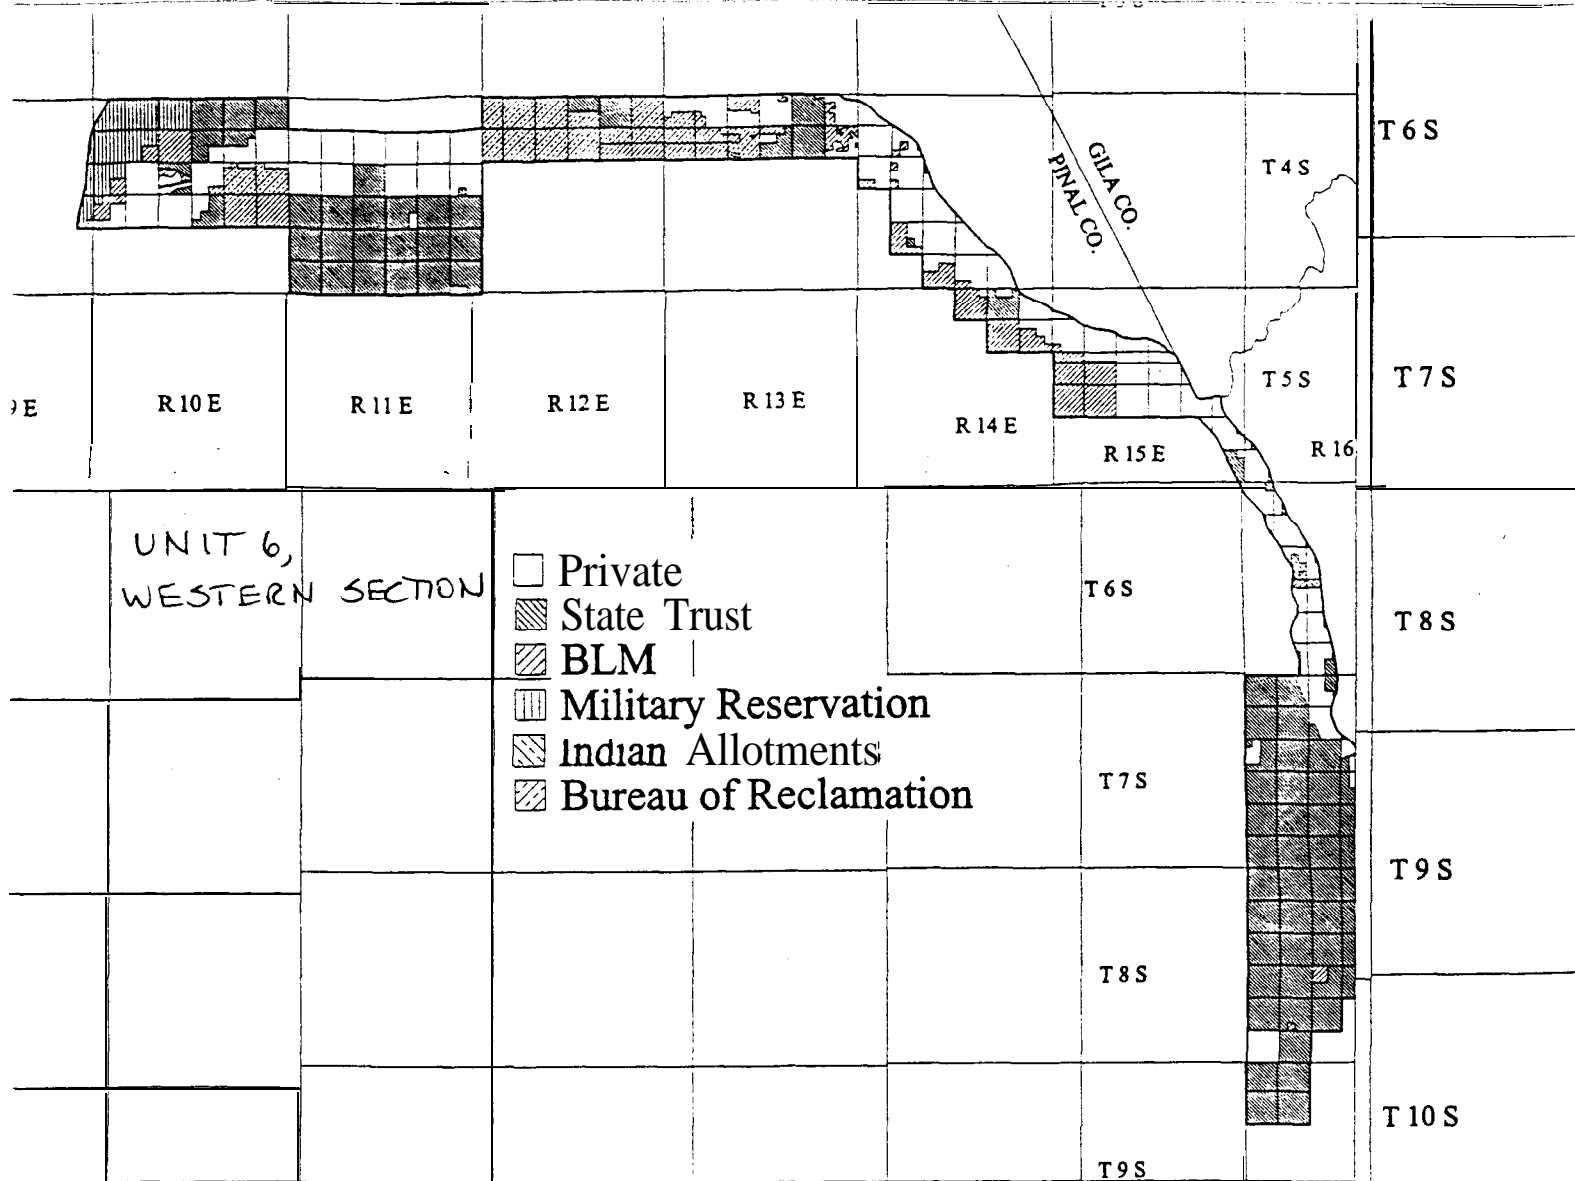 T 6 S
GILA CO.
PINAL CO.
T 4 S
T 7 S
T 5 S
R 10 E
R 11 E
R 12 E
R 13 E
R 14 E
R 15 E
R 16
UNIT 6,
WESTERN SECTION
Private
State Trust
BLM
Military Reservation
Indian Allotments
Bureau of Reclamation
T 6 S
T 8 S
T 7 S
T 9 S
T 8 S
T 10 S
T 9 S